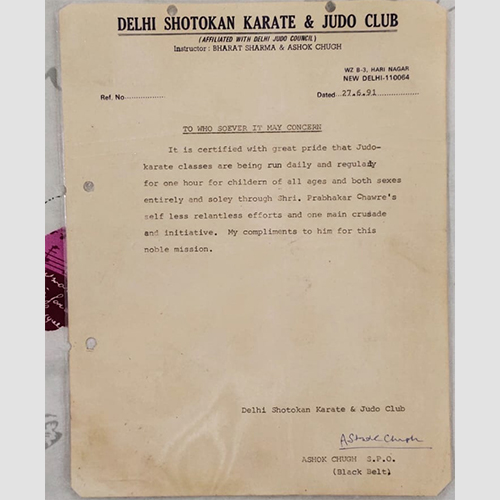 DELHI SHOTOKAN KARATE & JUDO CLUB
(AFFILIATED WITH DELHI JUDO COUNCIL)
Instructor : BHARAT SHARMA & ASHOK CHUGH
WZ B-3, HARI NAGAR
NEW DELHI-110064
Ref. No.................
Dated 27.6.91
TO WHO SOEVER IT MAY CONCERN
It is certified with great pride that Judo-
karate classes are being run daily and regularly
for one hour for childern of all ages and both sexes
entirely and soley through Shri. Prabhakar Chawre's
self less relantless efforts and one main crusade
and initiative. My compliments to him for this
noble mission.
Delhi Shotokan Karate & Judo Club
Ashok Chugh
ASHOK CHUGH S.P.O.
(Black Belt)